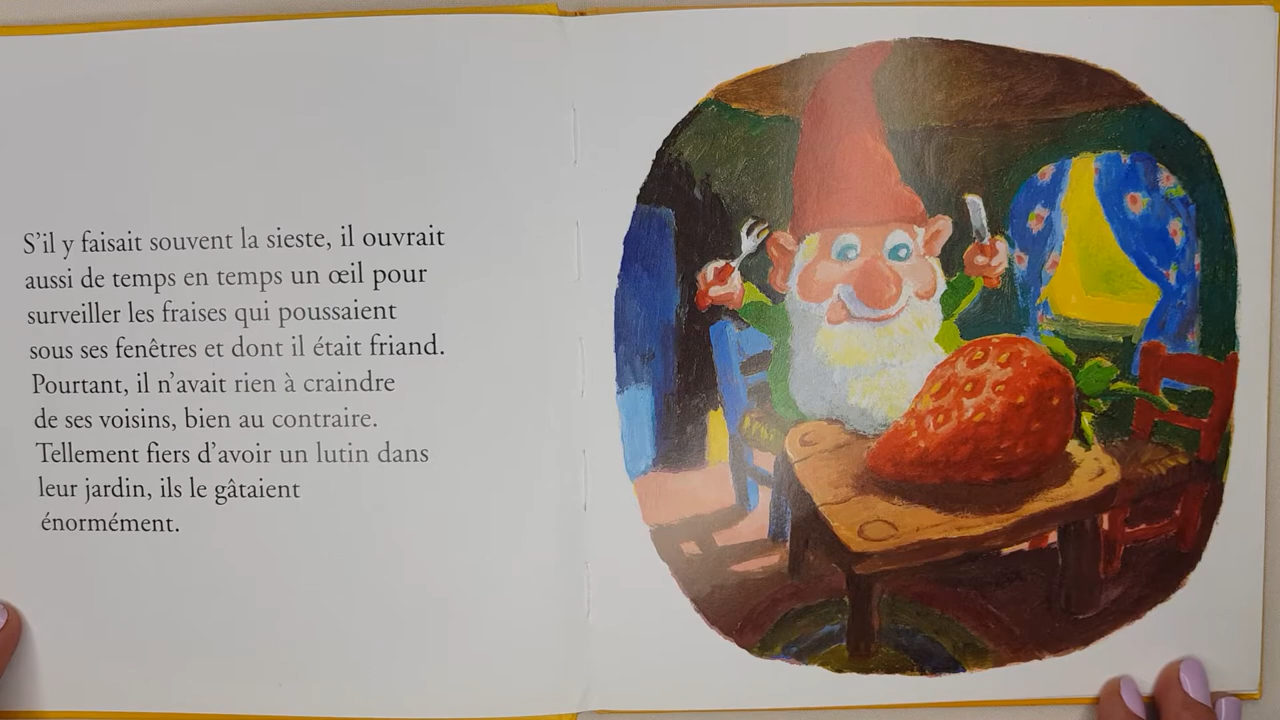 S’il y faisait souvent la sieste, il ouvrait
aussi de temps en temps un œil pour
surveiller les fraises qui poussaient
sous ses fenêtres et dont il était friand.
Pourtant, il n’avait rien à craindre
de ses voisins, bien au contraire.
Tellement fiers d’avoir un lutin dans
leur jardin, ils le gâtaient
énormément.